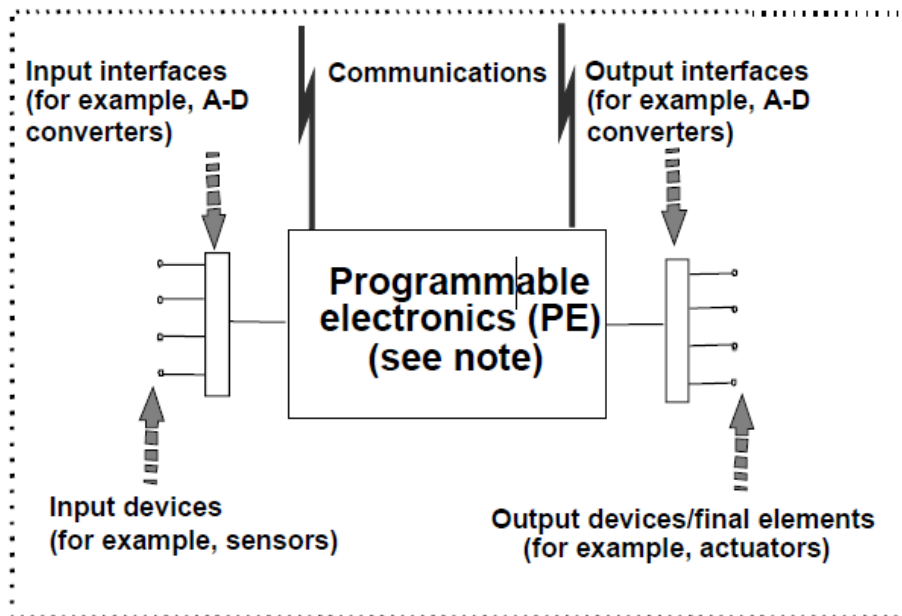 Input interfaces
(for example, A-D
converters)
Communications
Output interfaces
(for example, A-D
converters)
Programmable
electronics (PE)
(see note)
Input devices
(for example, sensors)
Output devices/final elements
(for example, actuators)